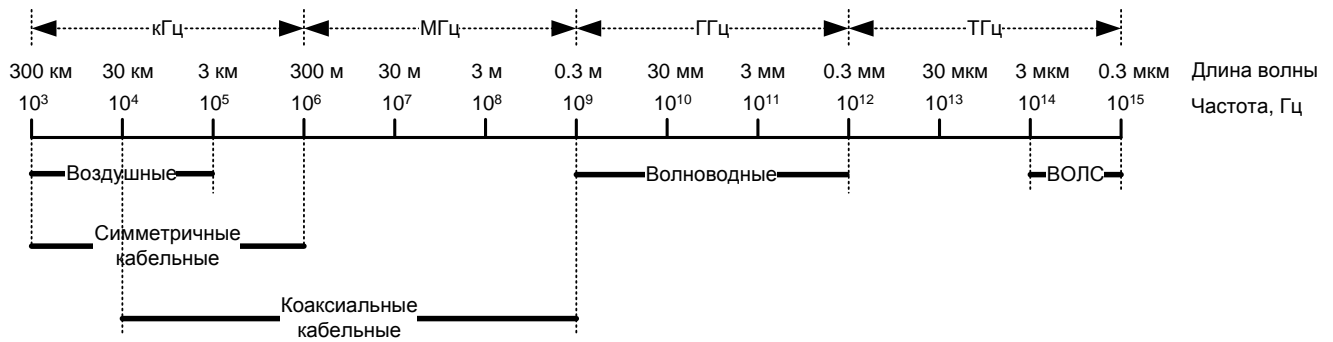 кГц МГц ГГц ТГц
300 км 30 км 3 км 300 м 30 м 3 м 0.3 м 30 мм 3 мм 0.3 мм 30 мкм 3 мкм 0.3 мкм Длина волны
10³ 10⁴ 10⁵ 10⁶ 10⁷ 10⁸ 10⁹ 10¹⁰ 10¹¹ 10¹² 10¹³ 10¹⁴ 10¹⁵ Частота, Гц
Воздушные Волноводные ВОЛС
Симметричные
кабельные
Коаксиальные
кабельные